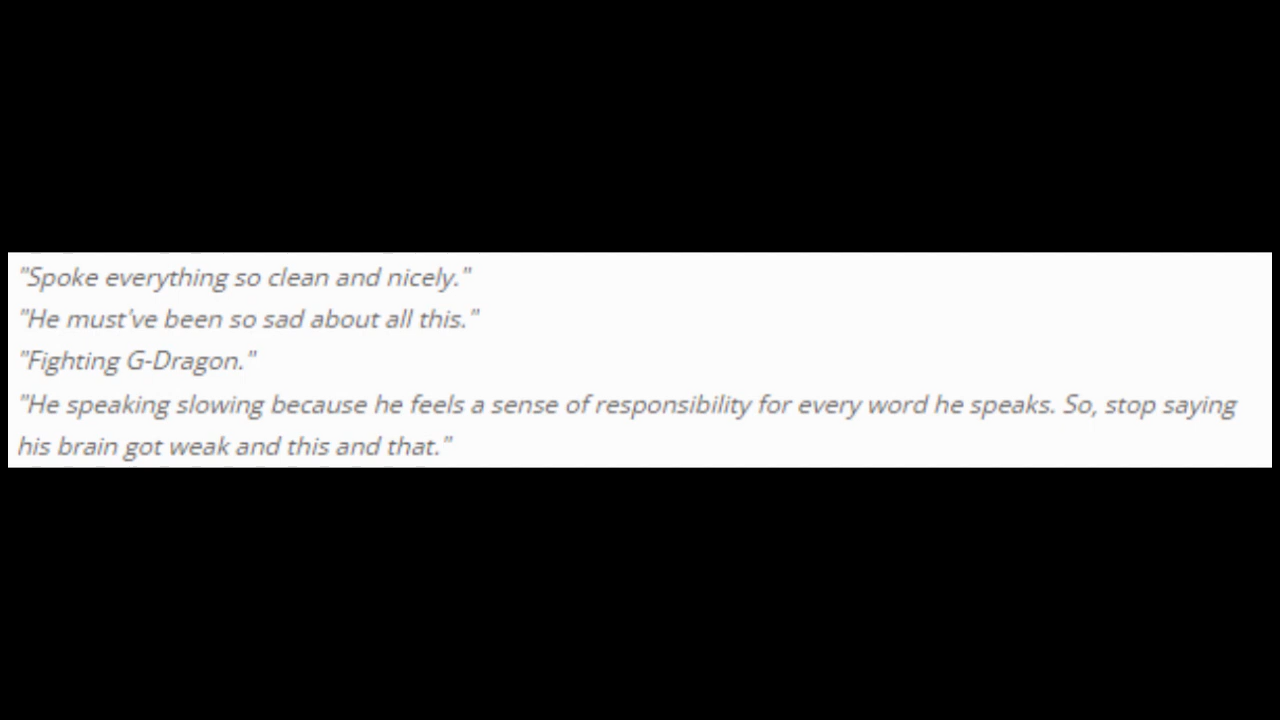 "Spoke everything so clean and nicely."
"He must've been so sad about all this."
"Fighting G-Dragon."
"He speaking slowing because he feels a sense of responsibility for every word he speaks. So, stop saying
his brain got weak and this and that."